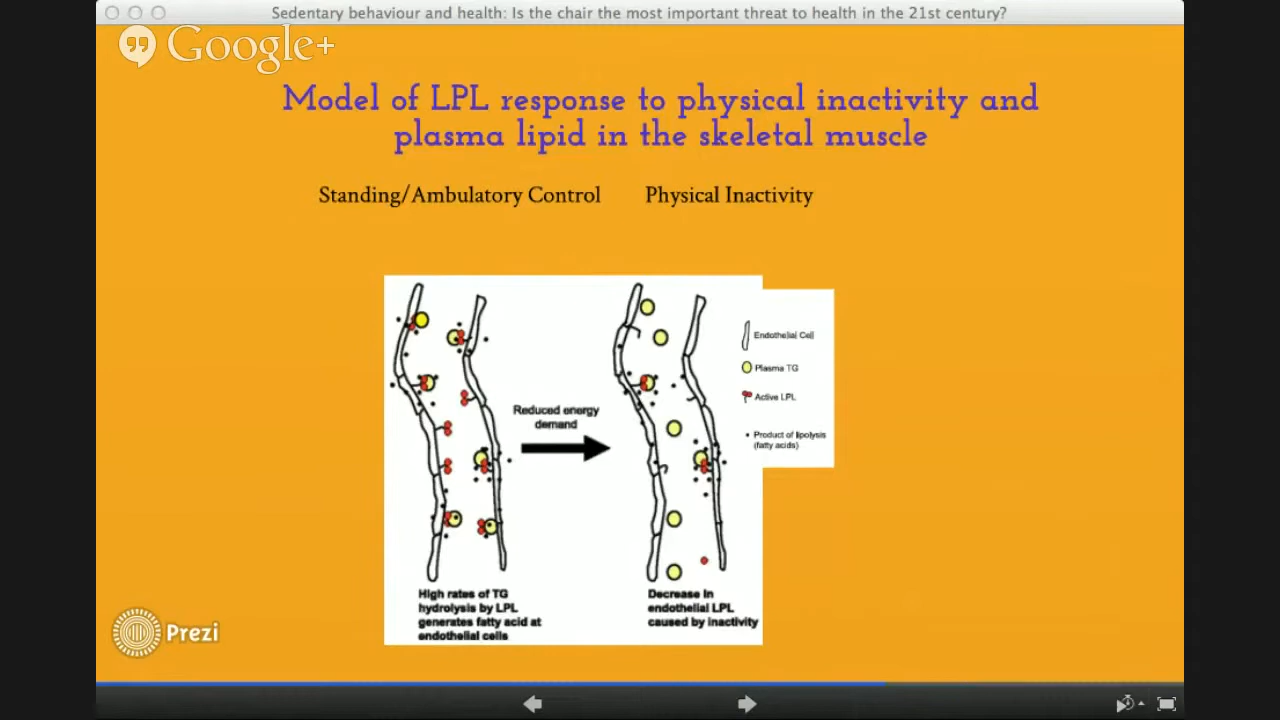 Sedentary behaviour and health: Is the chair the most important threat to health in the 21st century?
Google+
Model of LPL response to physical inactivity and
plasma lipid in the skeletal muscle
Standing/Ambulatory Control
Physical Inactivity
Endothelial Cell
Plasma TG
Active LPL
Product of lipolysis
(fatty acids)
Reduced energy
demand
High rates of TG
hydrolysis by LPL
generates fatty acid at
endothelial cells
Decrease in
endothelial LPL
caused by inactivity
Prezi